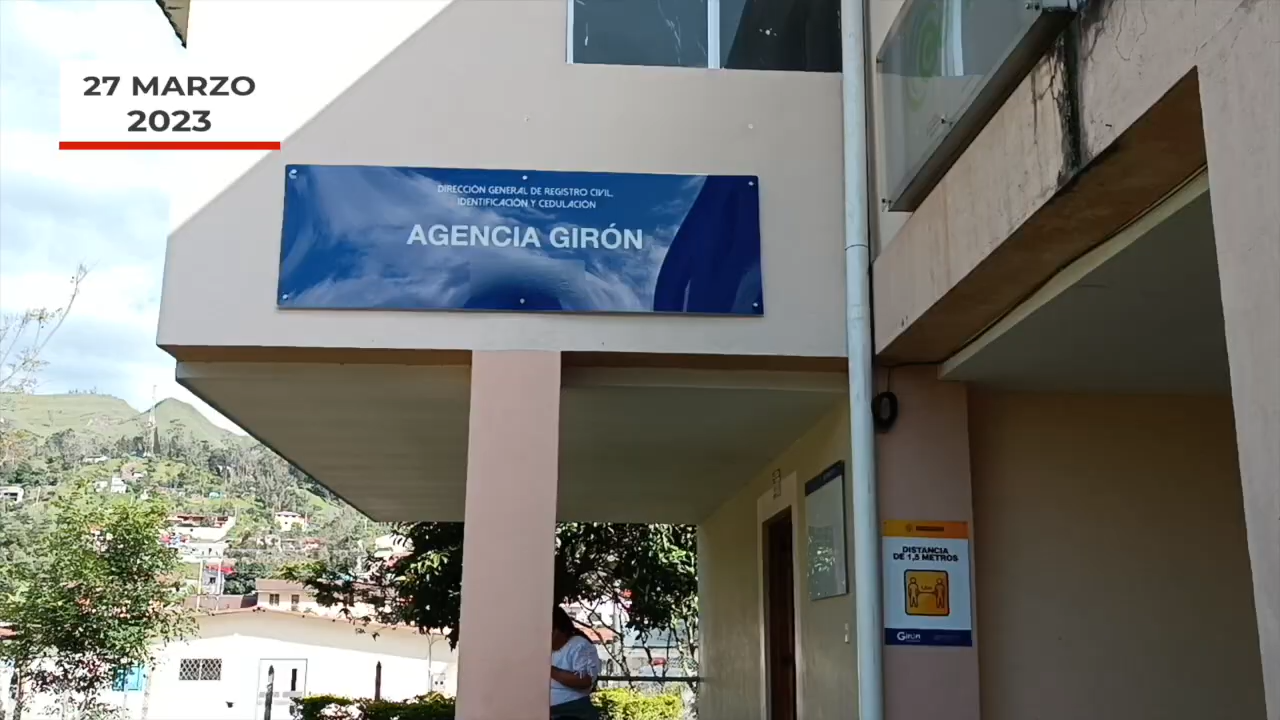 27 MARZO
2023
DIRECCIÓN GENERAL DE REGISTRO CIVIL,
IDENTIFICACIÓN Y CEDULACIÓN
AGENCIA GIRÓN
DISTANCIA
DE 1,5 METROS
Girón